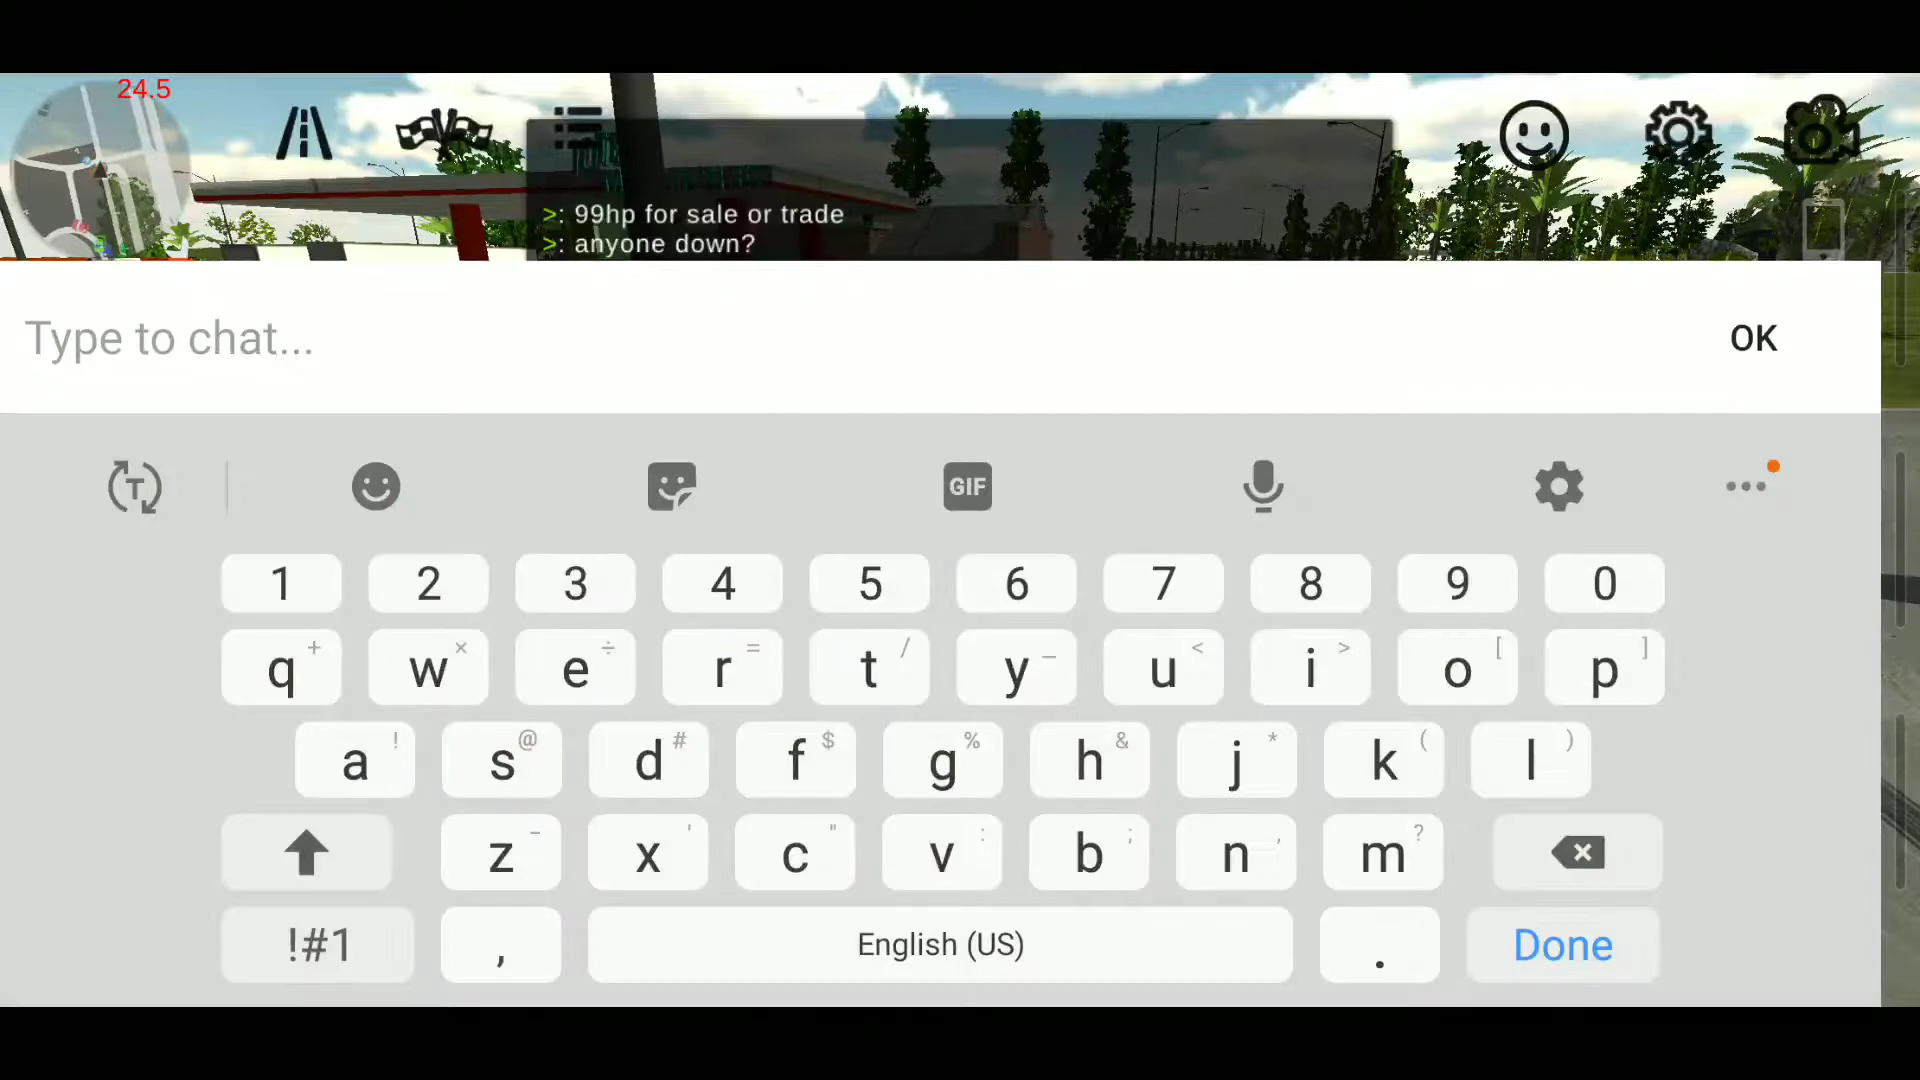 24.5
>: 99hp for sale or trade
>: anyone down?
Type to chat...
OK
T
GIF
1 2 3 4 5 6 7 8 9 0
q + w × e ÷ r = t / y _ u < i > o [ p ]
a ! s @ d # f $ g % h & j * k ( l )
z - x ' c " v : b ; n , m ?
!#1 , English (US) . Done